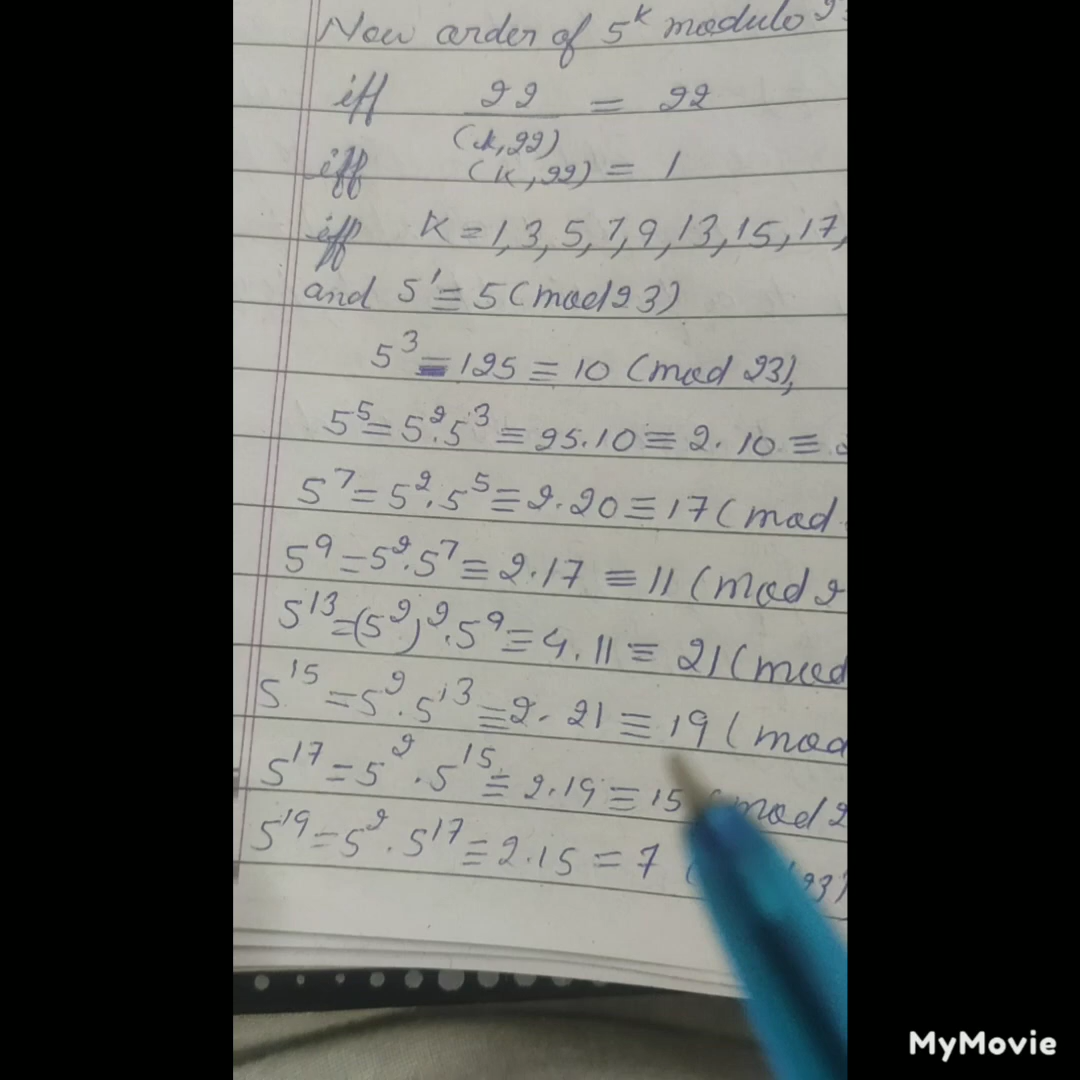 Now order of 5^k modulo 23
iff 22/(k,22) = 22
iff (k,22) = 1
iff k = 1, 3, 5, 7, 9, 13, 15, 17,
and 5^1 ≡ 5 (mod 23)
5^3 = 125 ≡ 10 (mod 23),
5^5 = 5^2.5^3 ≡ 25.10 ≡ 2.10 ≡
5^7 = 5^2.5^5 ≡ 2.20 ≡ 17 (mod
5^9 = 5^2.5^7 ≡ 2.17 ≡ 11 (mod 2
5^13 = (5^2)^2.5^9 ≡ 4.11 ≡ 21 (mod
5^15 = 5^2.5^13 ≡ 2.21 ≡ 19 (mod
5^17 = 5^2.5^15 ≡ 2.19 ≡ 15 (mod 2
5^19 = 5^2.5^17 ≡ 2.15 = 7 ( 23)
MyMovie